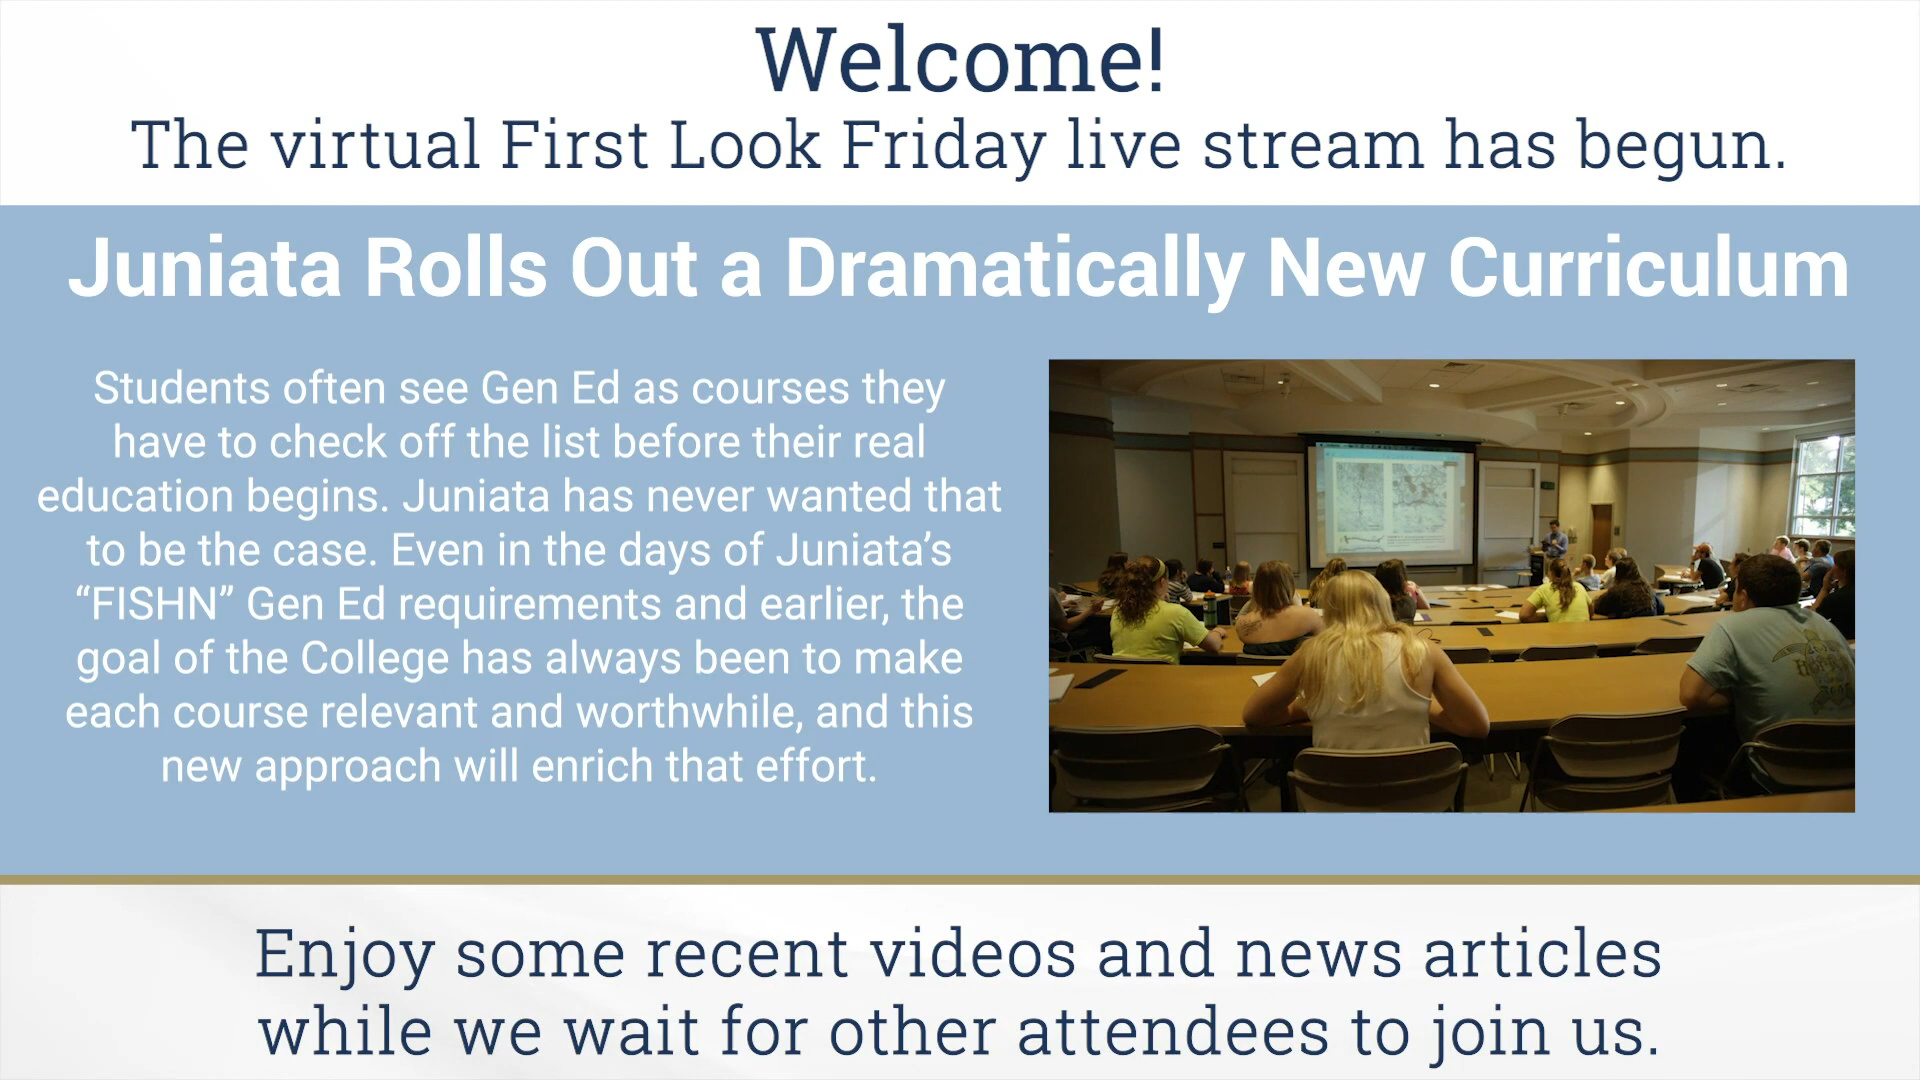 Welcome!
The virtual First Look Friday live stream has begun.
Juniata Rolls Out a Dramatically New Curriculum
Students often see Gen Ed as courses they
have to check off the list before their real
education begins. Juniata has never wanted that
to be the case. Even in the days of Juniata’s
“FISHN” Gen Ed requirements and earlier, the
goal of the College has always been to make
each course relevant and worthwhile, and this
new approach will enrich that effort.
Enjoy some recent videos and news articles
while we wait for other attendees to join us.